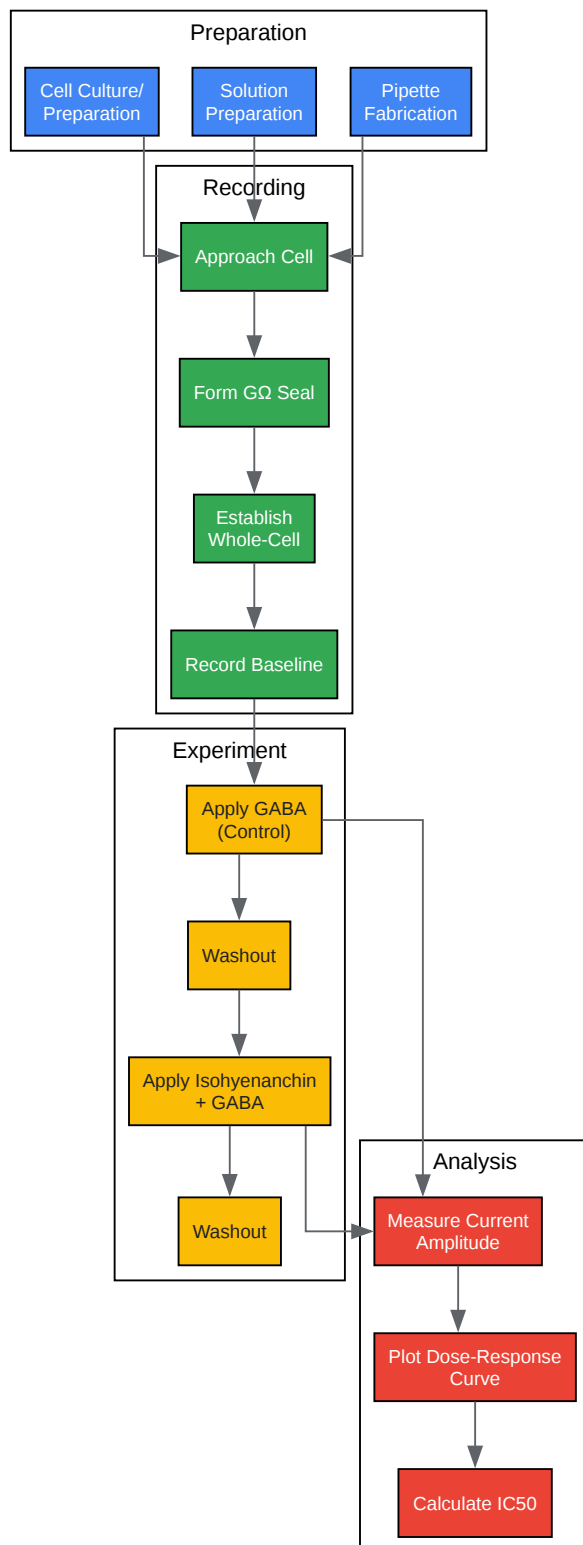 Preparation
Cell Culture/
Preparation
Solution
Preparation
Pipette
Fabrication
Recording
Approach Cell
Form GΩ Seal
Establish
Whole-Cell
Record Baseline
Experiment
Apply GABA
(Control)
Washout
Apply Isohyenanchin
+ GABA
Washout
Analysis
Measure Current
Amplitude
Plot Dose-Response
Curve
Calculate IC50